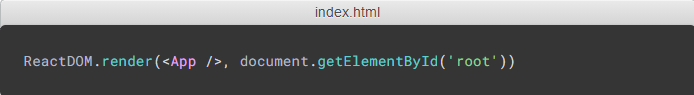 index.html
ReactDOM.render(<App />, document.getElementById('root'))